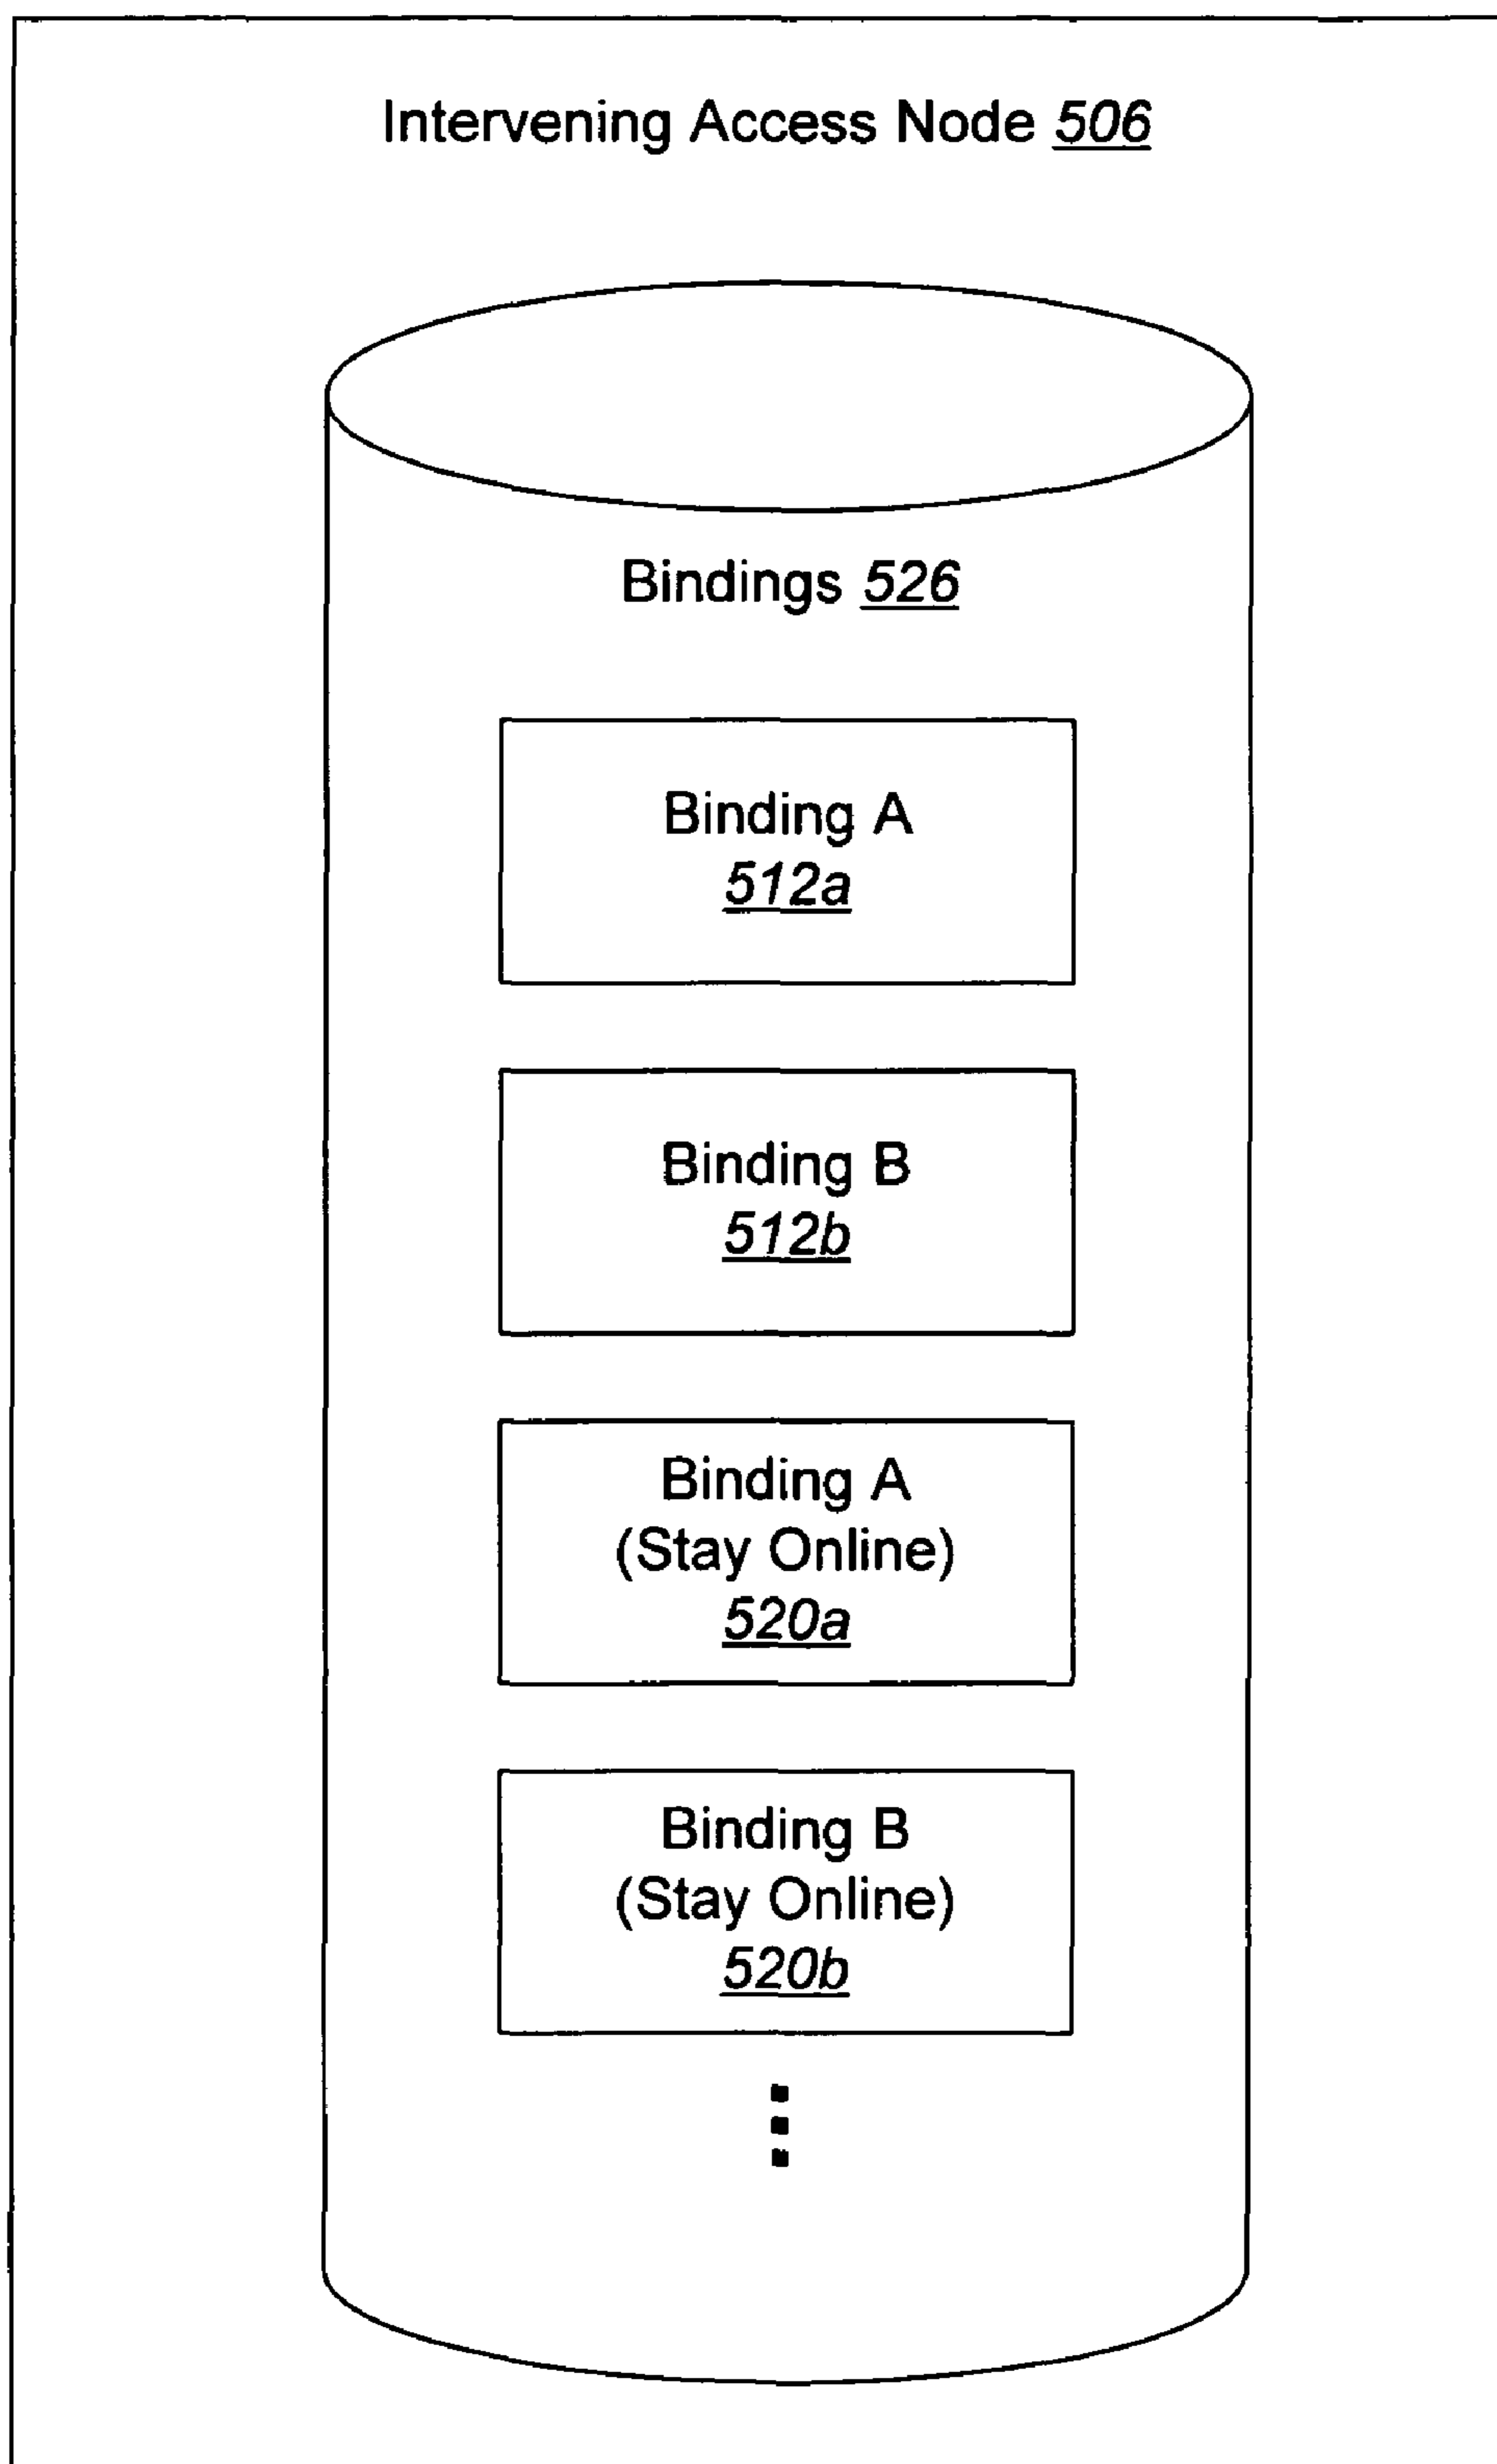 Intervening Access Node 506
Bindings 526
Binding A
512a
Binding B
512b
Binding A
(Stay Online)
520a
Binding B
(Stay Online)
520b